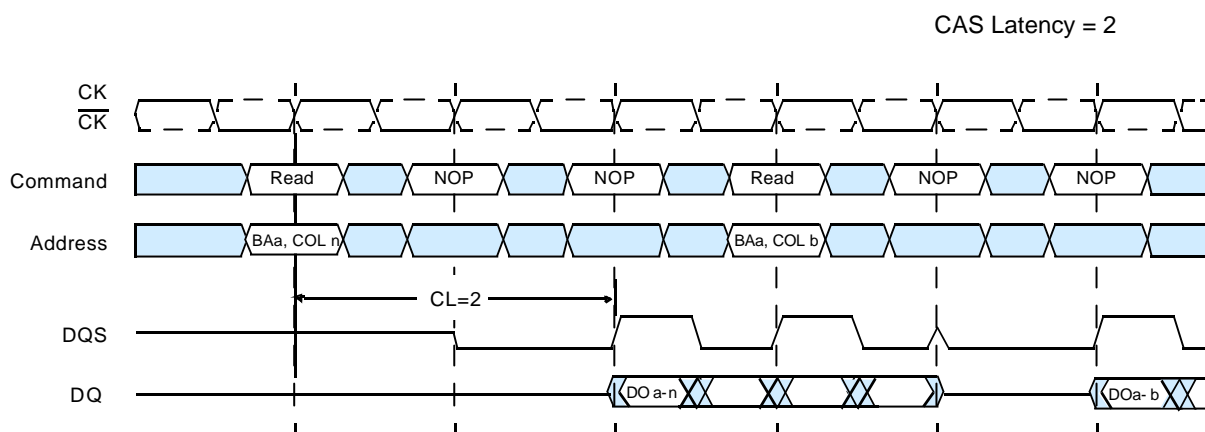 CAS Latency = 2
CK
CK
Command Read NOP NOP Read NOP NOP
Address BAa, COL n BAa, COL b
CL=2
DQS
DQ DO a-n DOa- b